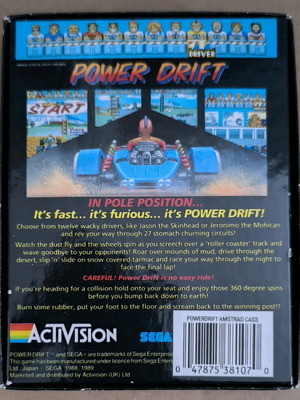 DRIVER
POWER DRIFT
START
IN POLE POSITION...
It's fast... it's furious... it's POWER DRIFT!
Choose from twelve wacky drivers, like Jason the Skinhead or Jeronimo the Mohican
and rev your way through 27 stomach churning circuits!
Watch the dust fly and the wheels spin as you screech over a 'roller coaster' track and
wave goodbye to your opponents! Roar over mounds of mud, drive through the
desert, slip 'n' slide on snow covered tarmac and race your way through the night to
face the final lap!
CAREFUL! Power Drift is no easy ride!
If you're heading for a collision hold onto your seat and enjoy those 360 degree spins
before you bump back down to earth!
Burn some rubber, put your foot to the floor and scream back to the winning post!!
ACTIVISION
SEGA
POWERDRIFT AMSTRAD CASS
0 47875 38107 0
POWER DRIFT™ and SEGA® are trademarks of Sega Enterprises
This game has been manufactured under licence from Sega Enterprises
Ltd., Japan. SEGA 1988, 1989
Marketed and distributed by Activision (UK) Ltd.